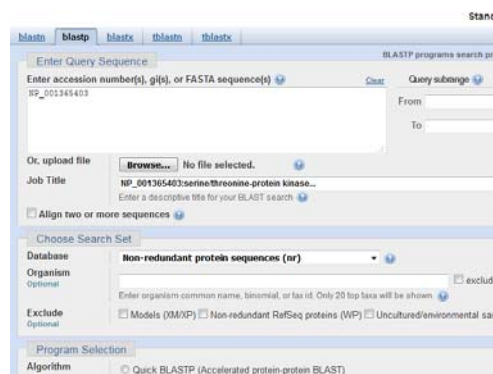 Stand
blastn blastp blastx tblastn tblastx
BLASTP programs search pr
Enter Query Sequence
Enter accession number(s), gi(s), or FASTA sequence(s) Clear Query subrange
NP_001365403
From
To
Or, upload file Browse... No file selected.
Job Title NP_001365403:serine/threonine-protein kinase...
Enter a descriptive title for your BLAST search
Align two or more sequences
Choose Search Set
Database Non-redundant protein sequences (nr)
Organism
Optional exclud
Enter organism common name, binomial, or tax id. Only 20 top taxa will be shown
Exclude Models (XM/XP) Non-redundant RefSeq proteins (WP) Uncultured/environmental sa
Optional
Program Selection
Algorithm Quick BLASTP (Accelerated protein-protein BLAST)